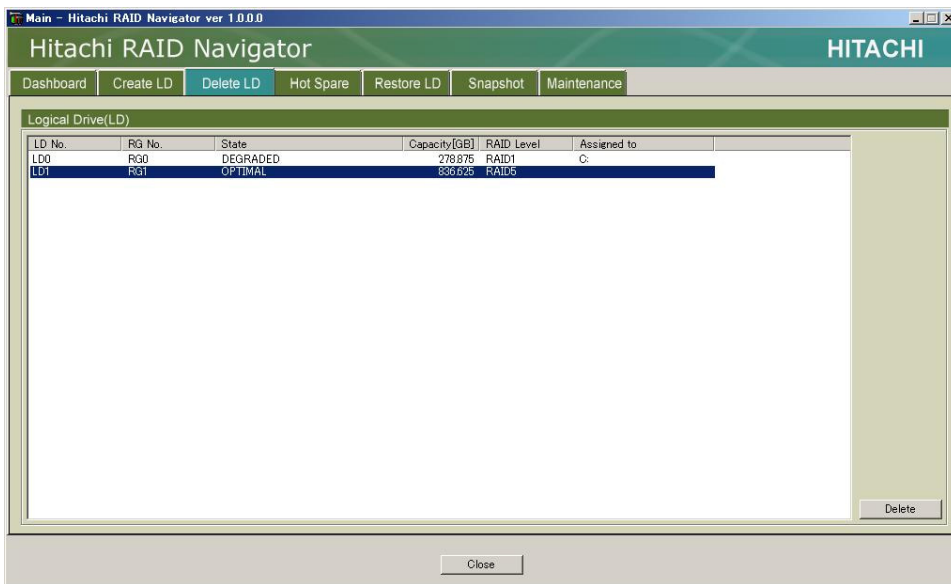 Main - Hitachi RAID Navigator ver 1.0.0.0
Hitachi RAID Navigator HITACHI
Dashboard Create LD Delete LD Hot Spare Restore LD Snapshot Maintenance
Logical Drive(LD)
LD No. RG No. State Capacity[GB] RAID Level Assigned to
LD0 RG0 DEGRADED 278.875 RAID1 C:
LD1 RG1 OPTIMAL 836.625 RAID5
Delete
Close